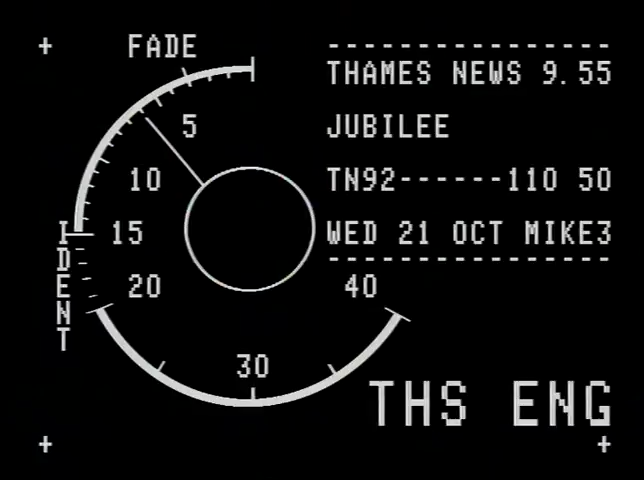 FADE
----------------
THAMES NEWS 9.55
JUBILEE
TN92------110 50
WED 21 OCT MIKE3
----------------
5
10
15
20
30
40
IDENT
THS ENG